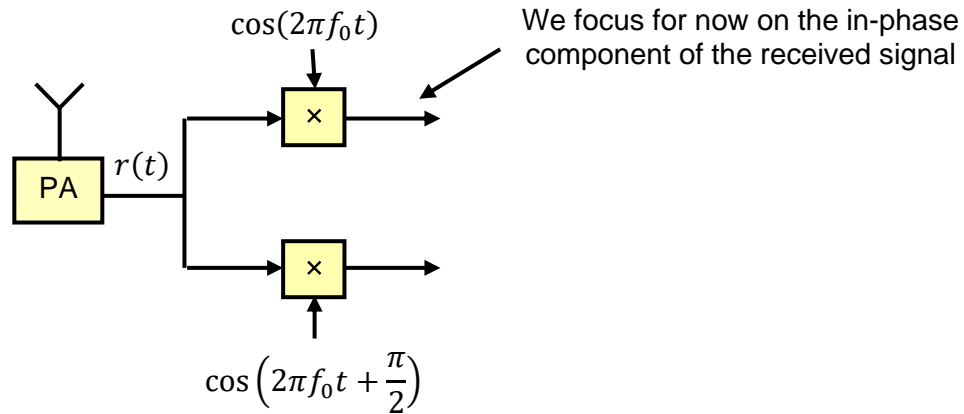 cos(2πf₀t)
We focus for now on the in-phase
component of the received signal
×
r(t)
PA
×
cos(2πf₀t + π/2)